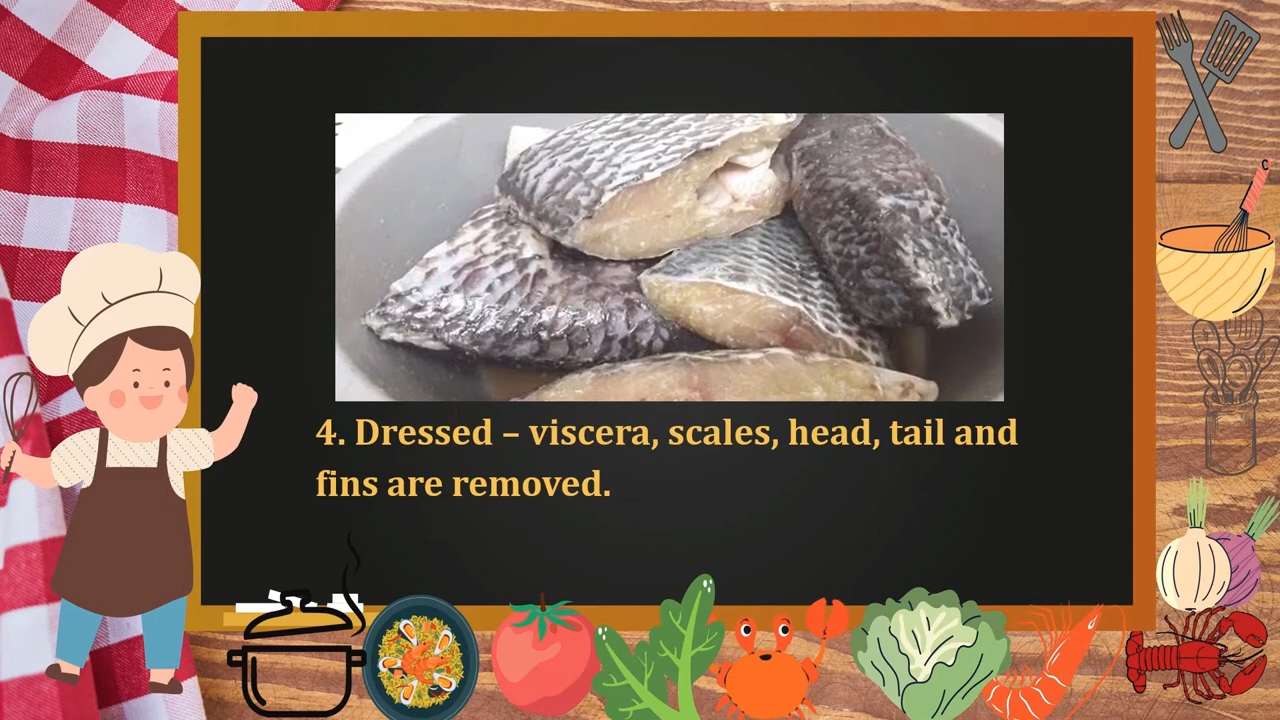 4. Dressed – viscera, scales, head, tail and
fins are removed.